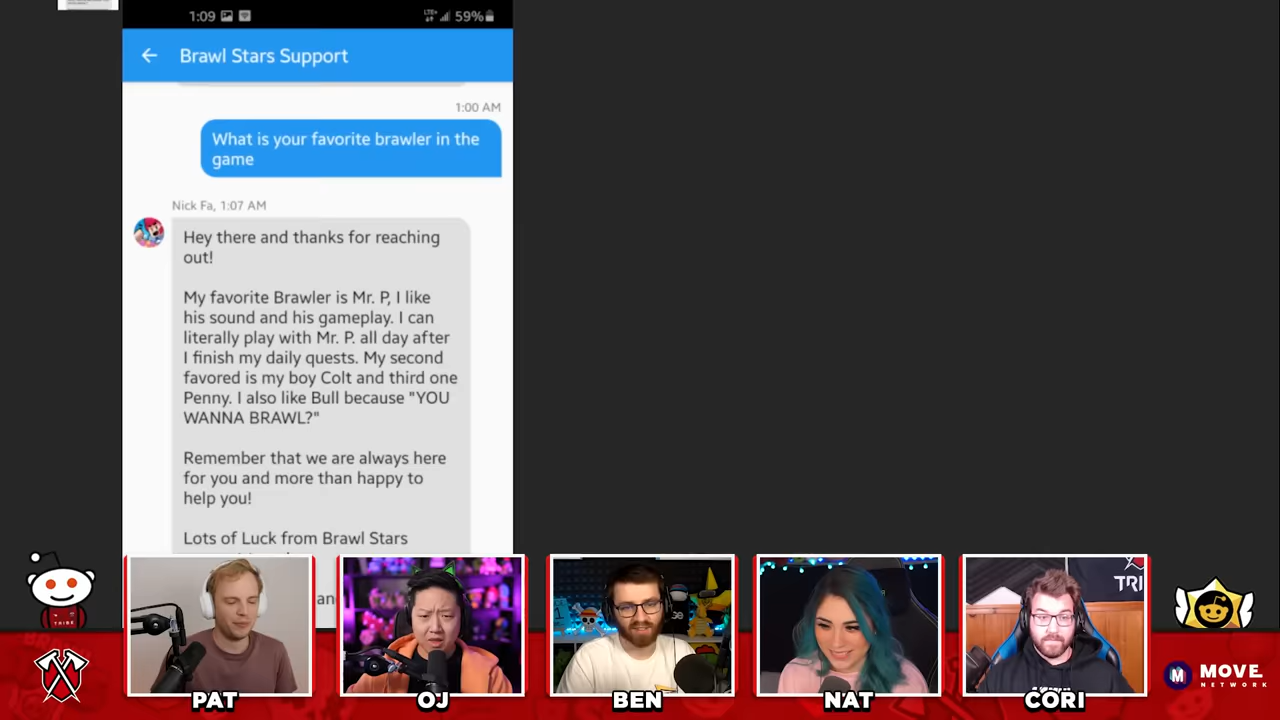 1:09
LTE+
59%
Brawl Stars Support
1:00 AM
What is your favorite brawler in the
game
Nick Fa, 1:07 AM
Hey there and thanks for reaching
out!
My favorite Brawler is Mr. P, I like
his sound and his gameplay. I can
literally play with Mr. P. all day after
I finish my daily quests. My second
favored is my boy Colt and third one
Penny. I also like Bull because "YOU
WANNA BRAWL?"
Remember that we are always here
for you and more than happy to
help you!
Lots of Luck from Brawl Stars
TRIBE
TRI
PAT
OJ
BEN
NAT
CORI
M
MOVE
NETWORK